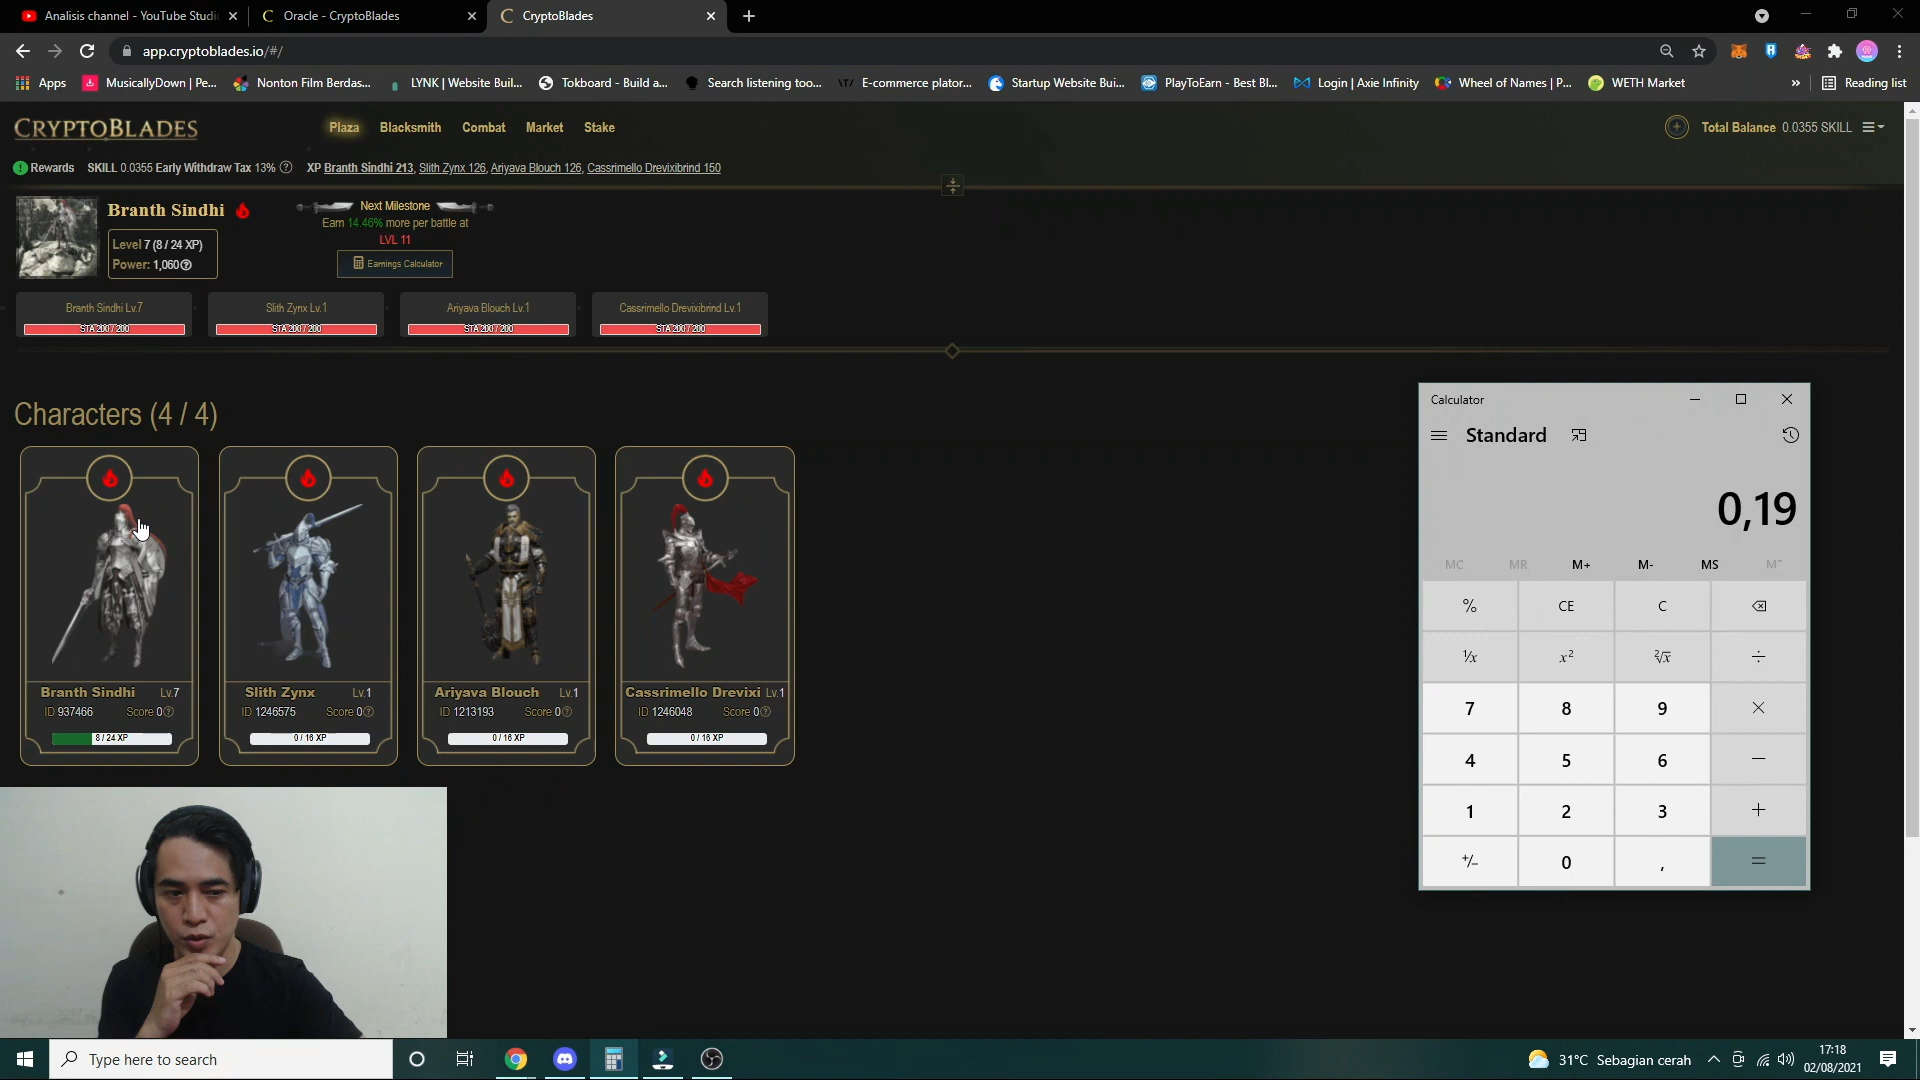 Analisis channel - YouTube Studi
Oracle - CryptoBlades
CryptoBlades
app.cryptoblades.io/#/
Apps
MusicallyDown | Pe...
Nonton Film Berdas...
LYNK | Website Buil...
Tokboard - Build a...
Search listening too...
E-commerce plator...
Startup Website Bui...
PlayToEarn - Best Bl...
Login | Axie Infinity
Wheel of Names | P...
WETH Market
»
Reading list
CRYPTOBLADES
Plaza
Blacksmith
Combat
Market
Stake
Total Balance 0.0355 SKILL
Rewards SKILL 0.0355 Early Withdraw Tax 13% XP Branth Sindhi 213, Slith Zynx 126, Ariyava Blouch 126, Cassrimello Drevixibrind 150
Branth Sindhi
Level 7 (8 / 24 XP)
Power: 1,060
Next Milestone
Earn 14.46% more per battle at
LVL 11
Earnings Calculator
Branth Sindhi Lv.7
STA 200 / 200
Slith Zynx Lv.1
STA 200 / 200
Ariyava Blouch Lv.1
STA 200 / 200
Cassrimello Drevixibrind Lv.1
STA 200 / 200
Characters (4 / 4)
Branth Sindhi Lv.7
ID 937466 Score 0
8 / 24 XP
Slith Zynx Lv.1
ID 1246575 Score 0
0 / 16 XP
Ariyava Blouch Lv.1
ID 1213193 Score 0
0 / 16 XP
Cassrimello Drevixi Lv.1
ID 1246048 Score 0
0 / 16 XP
Calculator
Standard
0,19
MC MR M+ M- MS M˅
% CE C
¹/x x² ²√x ÷
7 8 9 ×
4 5 6 −
1 2 3 +
+/− 0 , =
Type here to search
31°C Sebagian cerah
17:18
02/08/2021